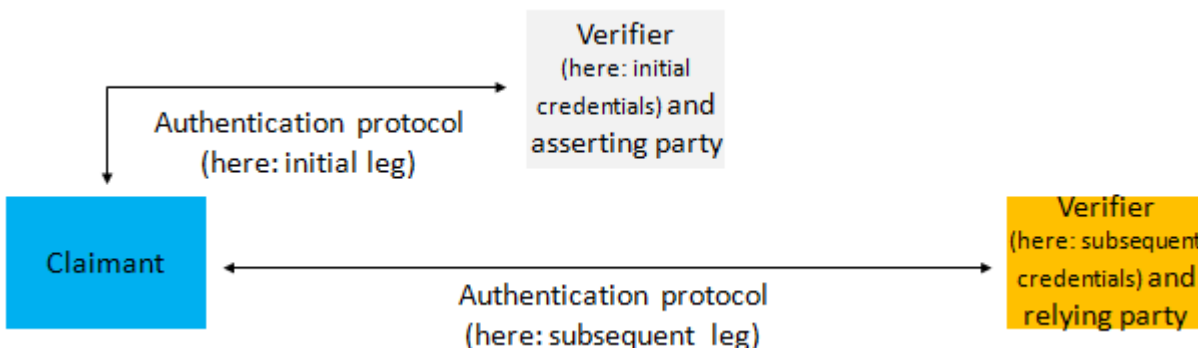 Verifier
(here: initial
credentials) and
asserting party
Authentication protocol
(here: initial leg)
Claimant
Verifier
(here: subsequent
credentials) and
relying party
Authentication protocol
(here: subsequent leg)